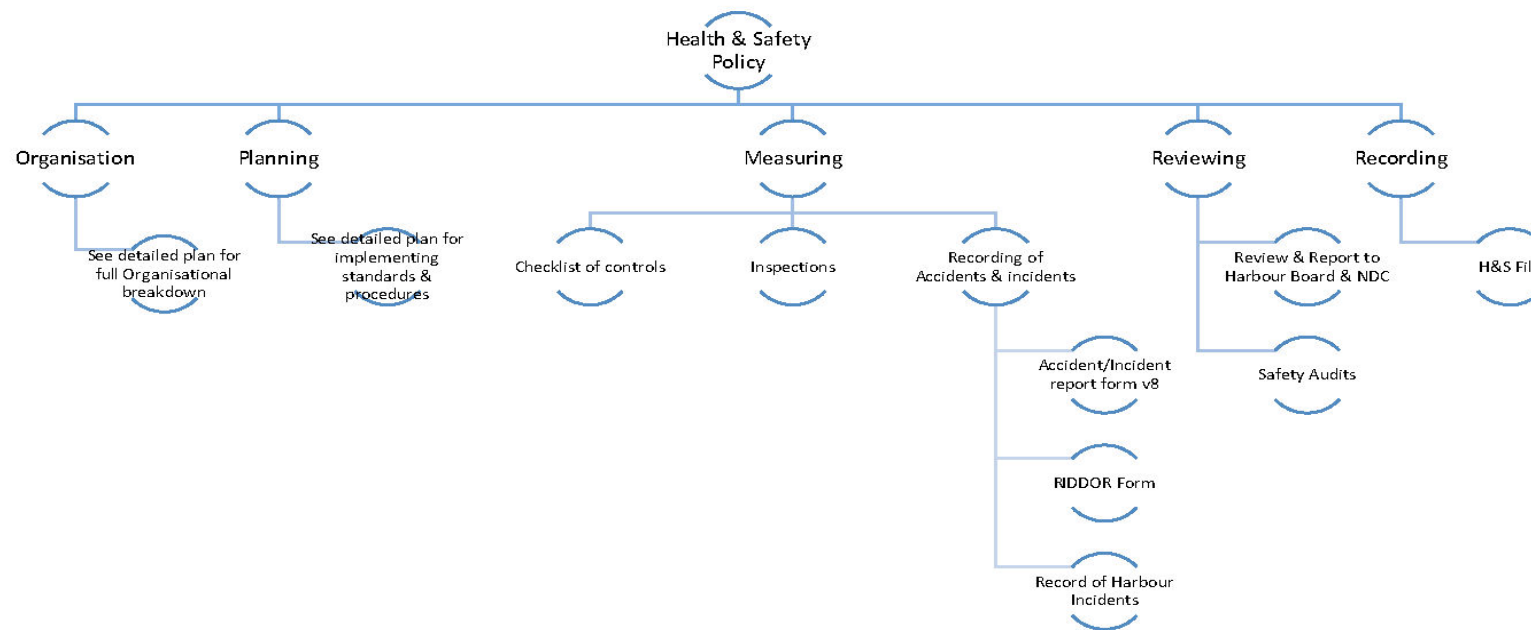 Health & Safety
Policy
Organisation
Planning
Measuring
Reviewing
Recording
See detailed plan for
full Organisational
breakdown
See detailed plan for
implementing
standards &
procedures
Checklist of controls
Inspections
Recording of
Accidents & incidents
Review & Report to
Harbour Board & NDC
H&S Fil
Accident/Incident
report form v8
Safety Audits
RIDDOR Form
Record of Harbour
Incidents